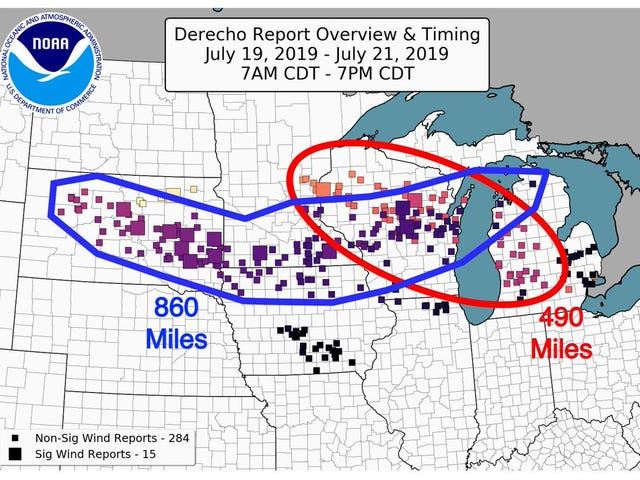 Derecho Report Overview & Timing
July 19, 2019 - July 21, 2019
7AM CDT - 7PM CDT
NATIONAL OCEANIC AND ATMOSPHERIC ADMINISTRATION
NOAA
U.S. DEPARTMENT OF COMMERCE
860
Miles
490
Miles
Non-Sig Wind Reports - 284
Sig Wind Reports - 15